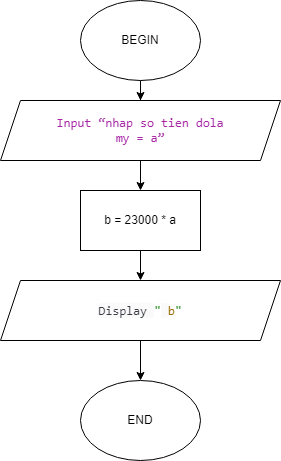 BEGIN
Input “nhap so tien dola
my = a”
b = 23000 * a
Display " b"
END